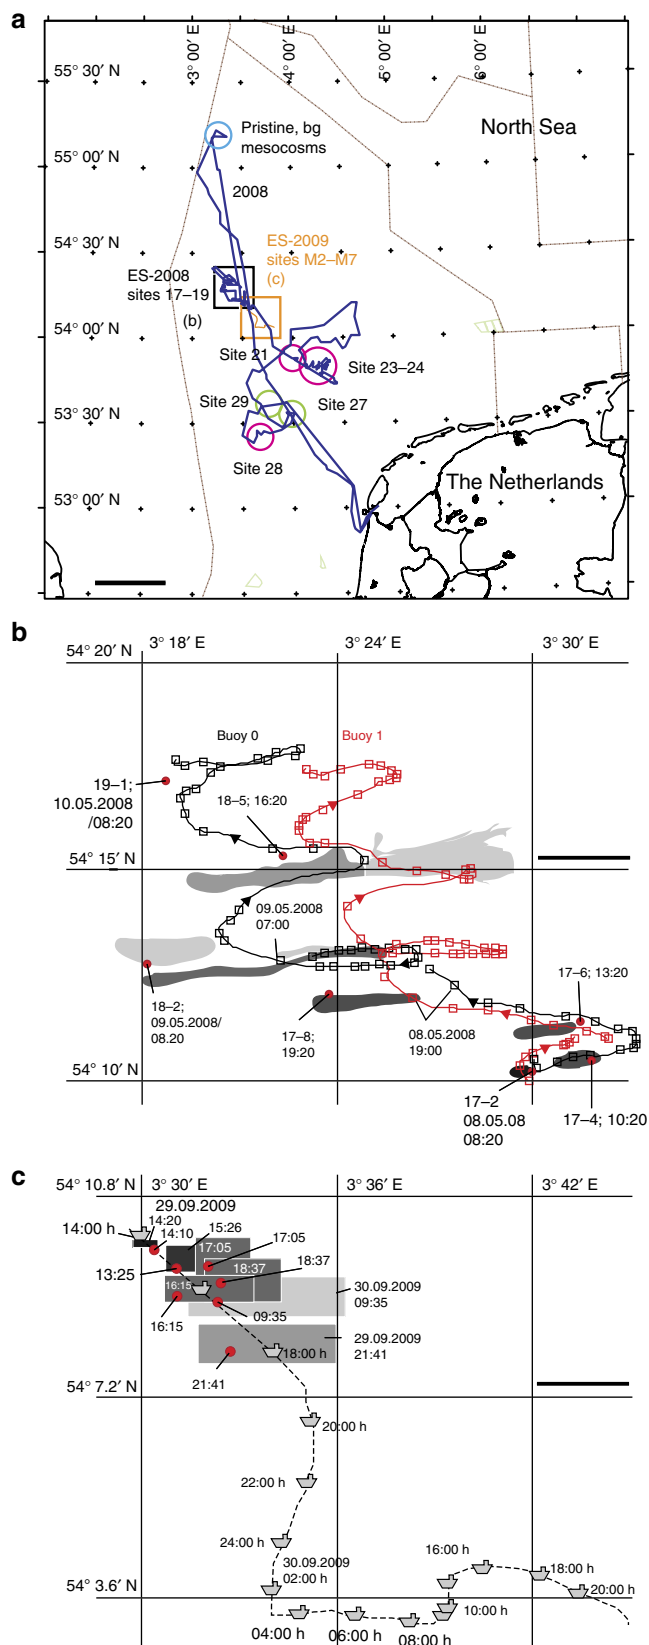 a
3° 00′ E
4° 00′ E
5° 00′ E
6° 00′ E
55° 30′ N
North Sea
Pristine, bg
mesocosms
55° 00′ N
2008
54° 30′ N
ES-2009
sites M2–M7
(c)
ES-2008
sites 17–19
(b)
54° 00′ N
Site 21
Site 23–24
Site 29
Site 27
53° 30′ N
Site 28
The Netherlands
53° 00′ N
b
3° 18′ E
3° 24′ E
3° 30′ E
54° 20′ N
Buoy 0
Buoy 1
19–1;
10.05.2008
/08:20
18–5; 16:20
54° 15′ N
09.05.2008
07:00
18–2;
09.05.2008/
08.20
17–8;
19:20
08.05.2008
19:00
17–6; 13:20
54° 10′ N
17–2
08.05.08
08:20
17–4; 10:20
c
54° 10.8′ N
3° 30′ E
3° 36′ E
3° 42′ E
29.09.2009
14:00 h
14:20
14:10
15:26
17:05
17:05
13:25
18:37
18:37
16:15
16:15
09:35
30.09.2009
09:35
18:00 h
29.09.2009
21:41
21:41
54° 7.2′ N
20:00 h
22:00 h
24:00 h
30.09.2009
02:00 h
16:00 h
18:00 h
20:00 h
54° 3.6′ N
10:00 h
04:00 h
06:00 h
08:00 h